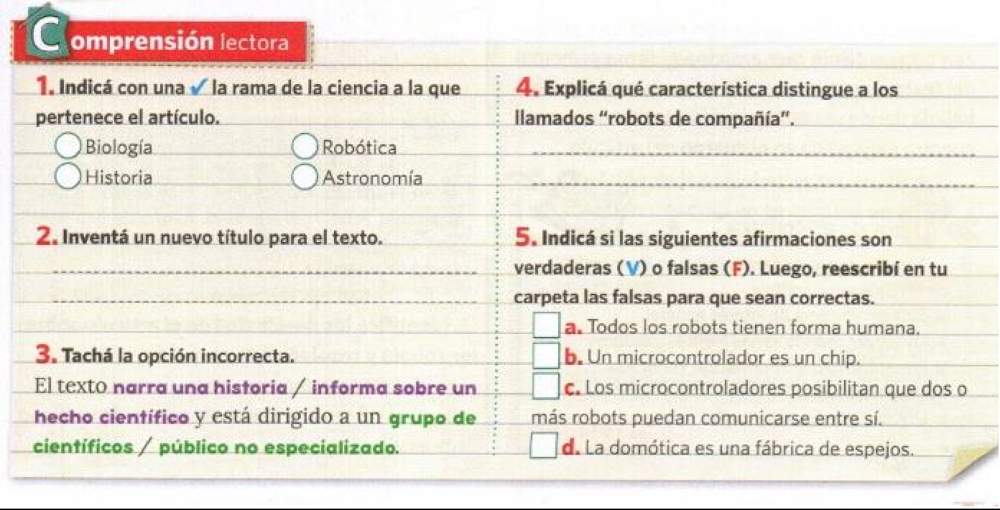 Comprensión lectora
1. Indicá con una ✓ la rama de la ciencia a la que
pertenece el artículo.
Biología
Robótica
Historia
Astronomía
2. Inventá un nuevo título para el texto.
3. Tachá la opción incorrecta.
El texto narra una historia / informa sobre un
hecho científico y está dirigido a un grupo de
científicos / público no especializado.
4. Explicá qué característica distingue a los
llamados “robots de compañía”.
5. Indicá si las siguientes afirmaciones son
verdaderas (V) o falsas (F). Luego, reescribí en tu
carpeta las falsas para que sean correctas.
a. Todos los robots tienen forma humana.
b. Un microcontrolador es un chip.
c. Los microcontroladores posibilitan que dos o
más robots puedan comunicarse entre sí.
d. La domótica es una fábrica de espejos.